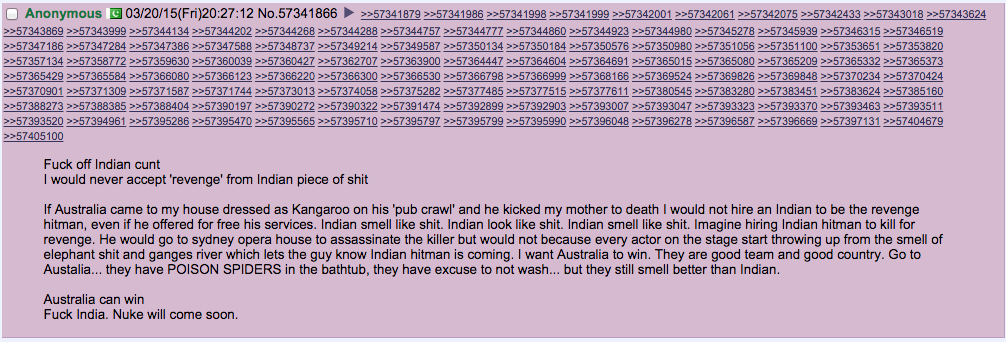 Anonymous 03/20/15(Fri)20:27:12 No.57341866 ▶ >>57341879 >>57341986 >>57341998 >>57341999 >>57342001 >>57342061 >>57342075 >>57342433 >>57343018 >>57343624
>>57343869 >>57343999 >>57344134 >>57344202 >>57344268 >>57344288 >>57344757 >>57344777 >>57344860 >>57344923 >>57344980 >>57345278 >>57345939 >>57346315 >>57346519
>>57347186 >>57347284 >>57347386 >>57347588 >>57348737 >>57349214 >>57349587 >>57350134 >>57350184 >>57350576 >>57350980 >>57351056 >>57351100 >>57353651 >>57353820
>>57357134 >>57358772 >>57359630 >>57360039 >>57360427 >>57362707 >>57363900 >>57364447 >>57364604 >>57364691 >>57365015 >>57365080 >>57365209 >>57365332 >>57365373
>>57365429 >>57365584 >>57366080 >>57366123 >>57366220 >>57366300 >>57366530 >>57366798 >>57366999 >>57368166 >>57369524 >>57369826 >>57369848 >>57370234 >>57370424
>>57370901 >>57371309 >>57371587 >>57371744 >>57373013 >>57374058 >>57375282 >>57377485 >>57377515 >>57377611 >>57380545 >>57383280 >>57383451 >>57383624 >>57385160
>>57388273 >>57388385 >>57388404 >>57390197 >>57390272 >>57390322 >>57391474 >>57392899 >>57392903 >>57393007 >>57393047 >>57393323 >>57393370 >>57393463 >>57393511
>>57393520 >>57394961 >>57395286 >>57395470 >>57395565 >>57395710 >>57395797 >>57395799 >>57395990 >>57396048 >>57396278 >>57396587 >>57396669 >>57397131 >>57404679
>>57405100
Fuck off Indian cunt
I would never accept 'revenge' from Indian piece of shit
If Australia came to my house dressed as Kangaroo on his 'pub crawl' and he kicked my mother to death I would not hire an Indian to be the revenge
hitman, even if he offered for free his services. Indian smell like shit. Indian look like shit. Indian smell like shit. Imagine hiring Indian hitman to kill for
revenge. He would go to sydney opera house to assassinate the killer but would not because every actor on the stage start throwing up from the smell of
elephant shit and ganges river which lets the guy know Indian hitman is coming. I want Australia to win. They are good team and good country. Go to
Austalia... they have POISON SPIDERS in the bathtub, they have excuse to not wash... but they still smell better than Indian.
Australia can win
Fuck India. Nuke will come soon.